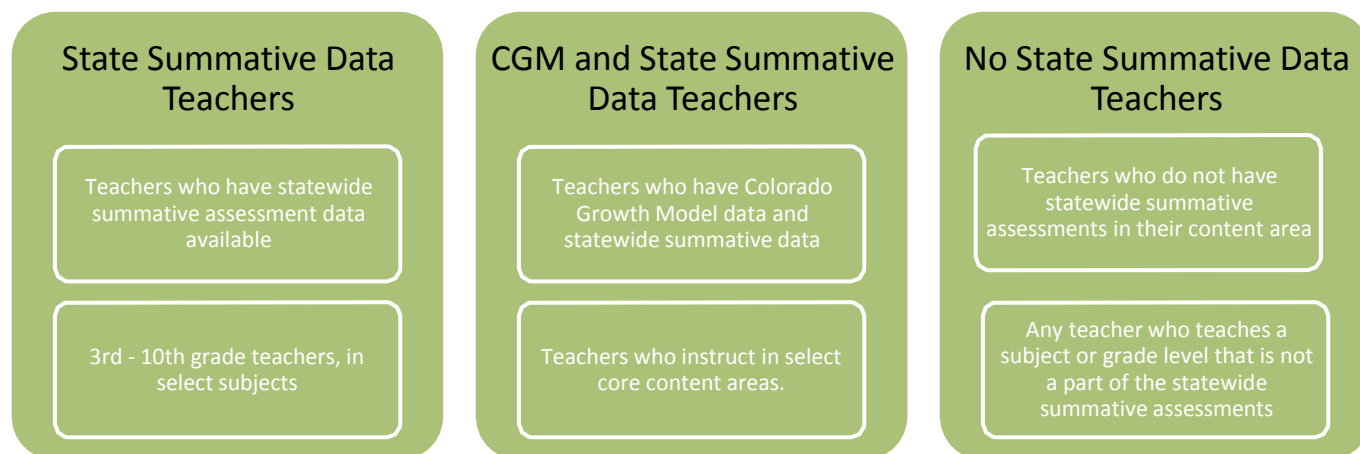 State Summative Data
Teachers
Teachers who have statewide
summative assessment data
available
3rd - 10th grade teachers, in
select subjects
CGM and State Summative
Data Teachers
Teachers who have Colorado
Growth Model data and
statewide summative data
Teachers who instruct in select
core content areas.
No State Summative Data
Teachers
Teachers who do not have
statewide summative
assessments in their content area
Any teacher who teaches a
subject or grade level that is not
a part of the statewide
summative assessments